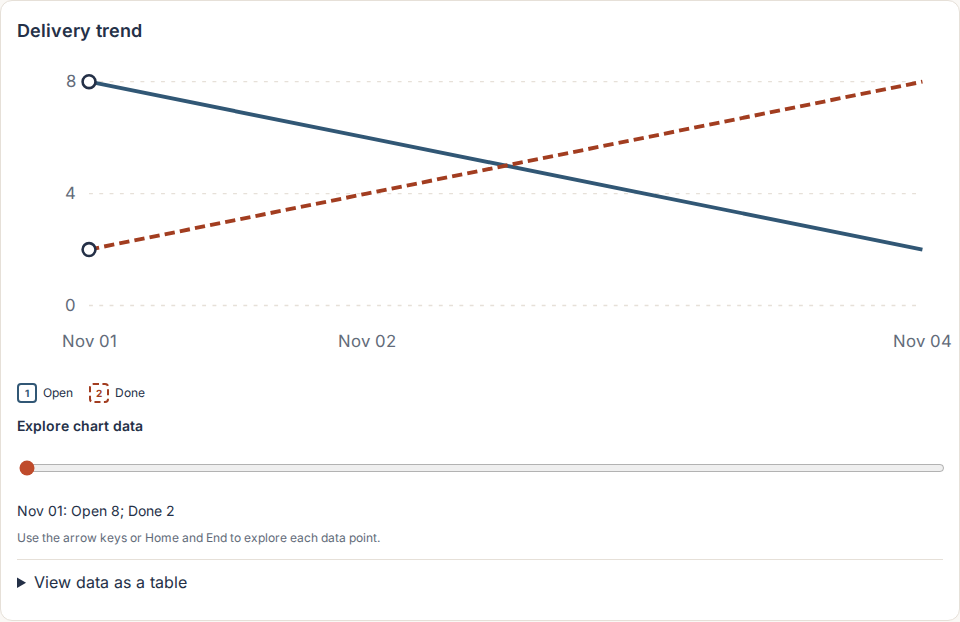 Delivery trend
8
4
0
Nov 01 Nov 02 Nov 04
1 Open 2 Done
Explore chart data
Nov 01: Open 8; Done 2
Use the arrow keys or Home and End to explore each data point.
View data as a table